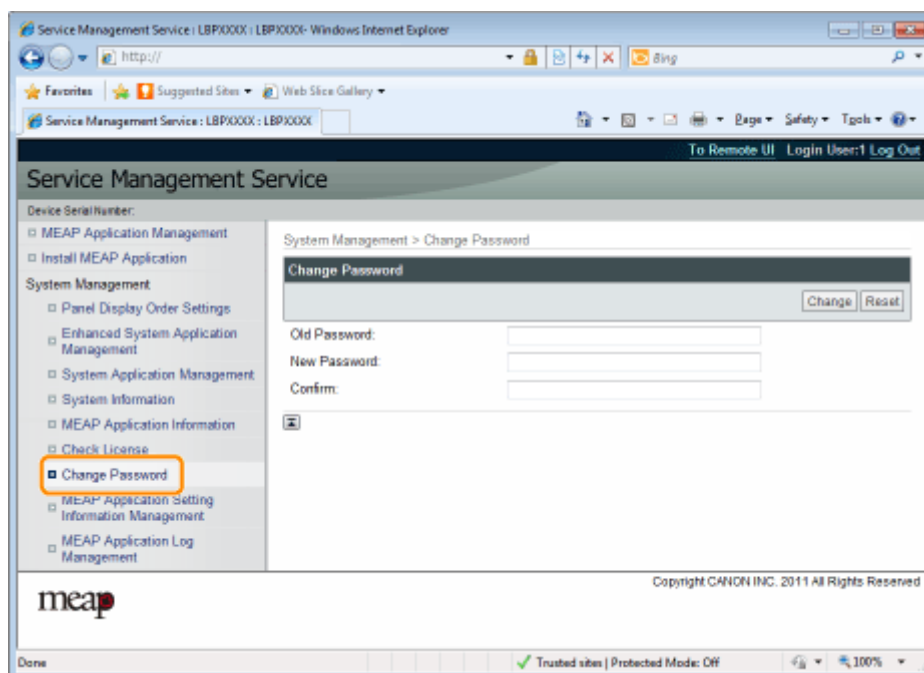 Service Management Service : LBPXXXX : LBPXXXX- Windows Internet Explorer
http://
Bing
Favorites
Suggested Sites
Web Slice Gallery
Service Management Service : LBPXXXX : LBPXXXX
Page
Safety
Tools
To Remote UI Login User:1 Log Out
Service Management Service
Device Serial Number:
MEAP Application Management
Install MEAP Application
System Management
Panel Display Order Settings
Enhanced System Application
Management
System Application Management
System Information
MEAP Application Information
Check License
Change Password
MEAP Application Setting
Information Management
MEAP Application Log
Management
System Management > Change Password
Change Password
Change Reset
Old Password:
New Password:
Confirm:
Copyright CANON INC. 2011 All Rights Reserved
meap
Done
Trusted sites | Protected Mode: Off
100%